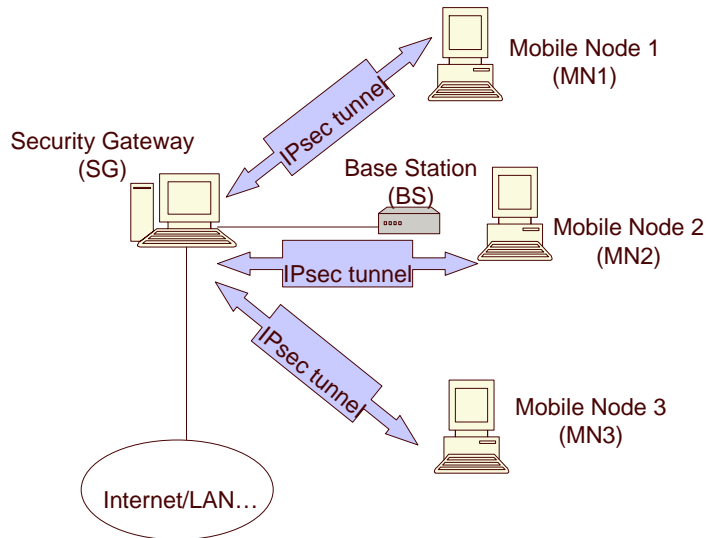 Mobile Node 1
(MN1)
IPsec tunnel
Security Gateway
(SG)
Base Station
(BS)
Mobile Node 2
(MN2)
IPsec tunnel
IPsec tunnel
Mobile Node 3
(MN3)
Internet/LAN…